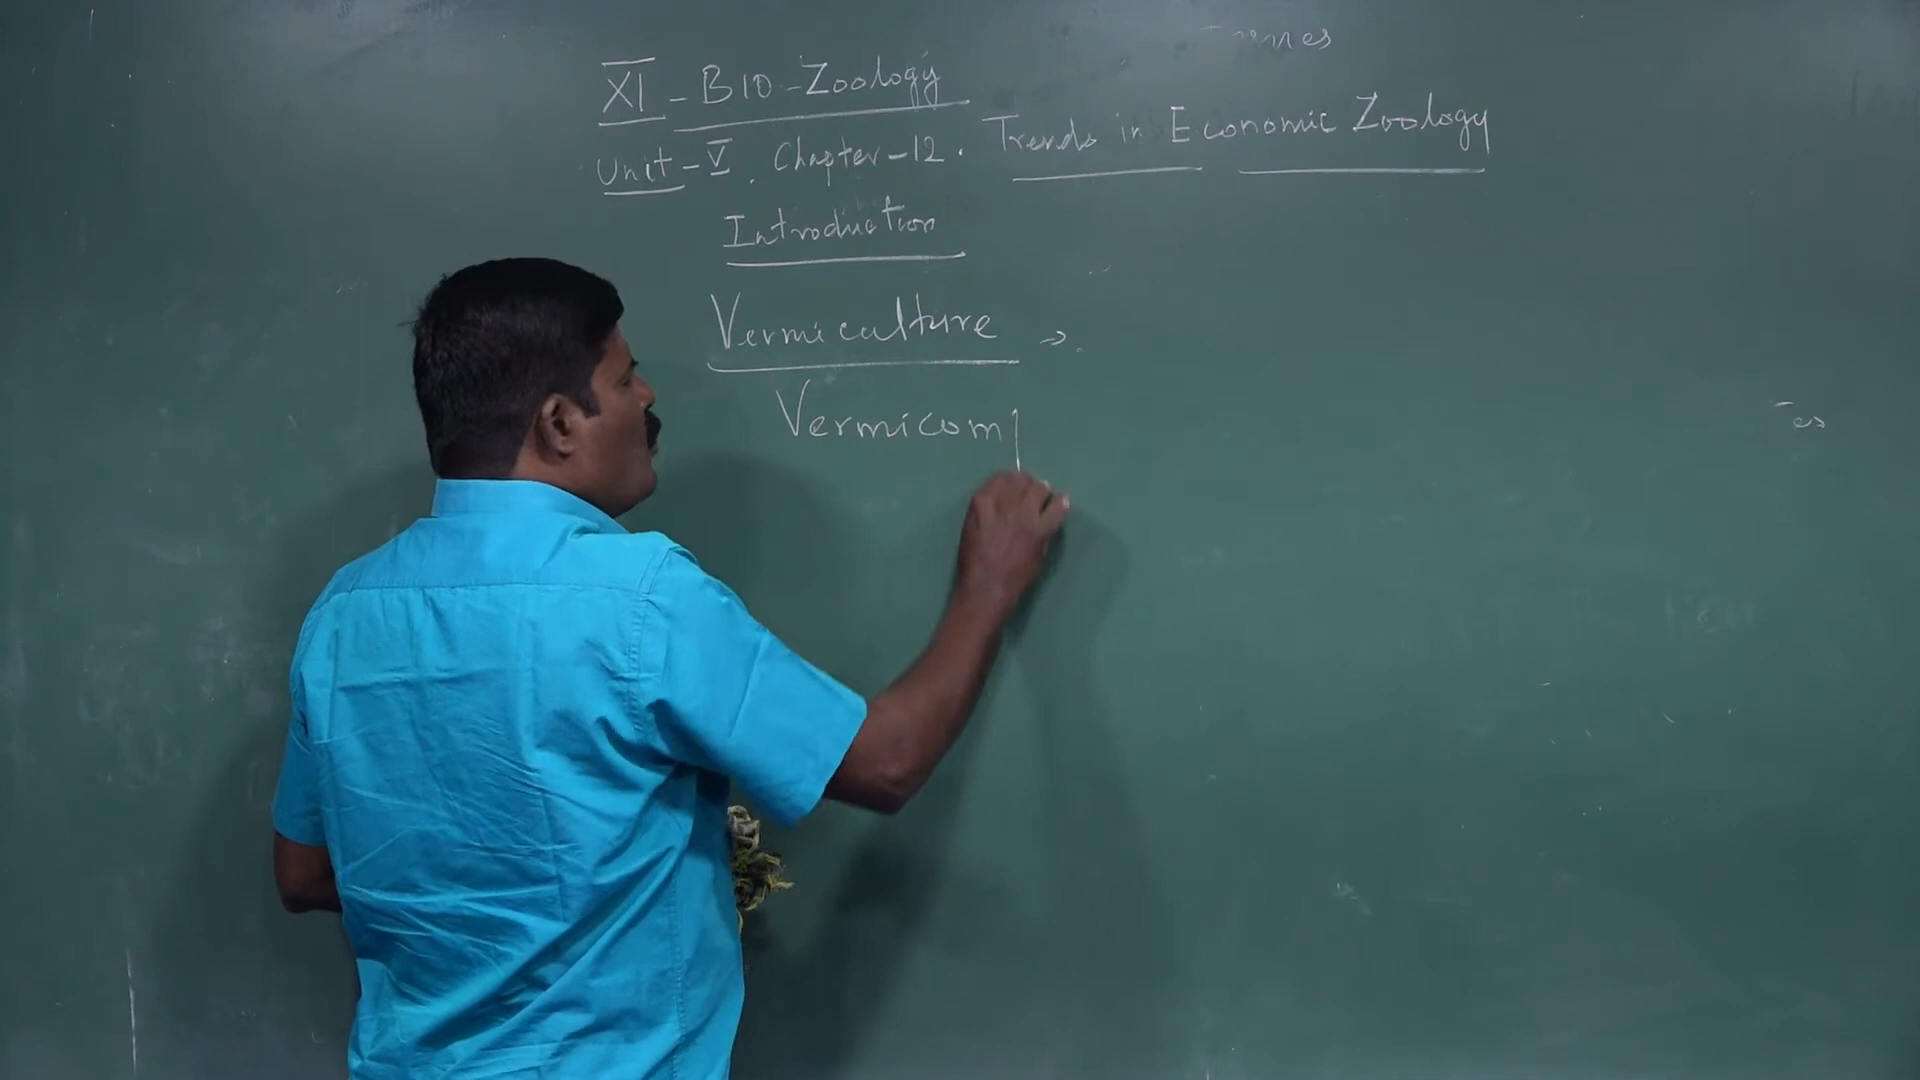 XI - BIO - Zoology
Unit - V. Chapter - 12. Trends in Economic Zoology
Introduction
Vermiculture →
Vermicom